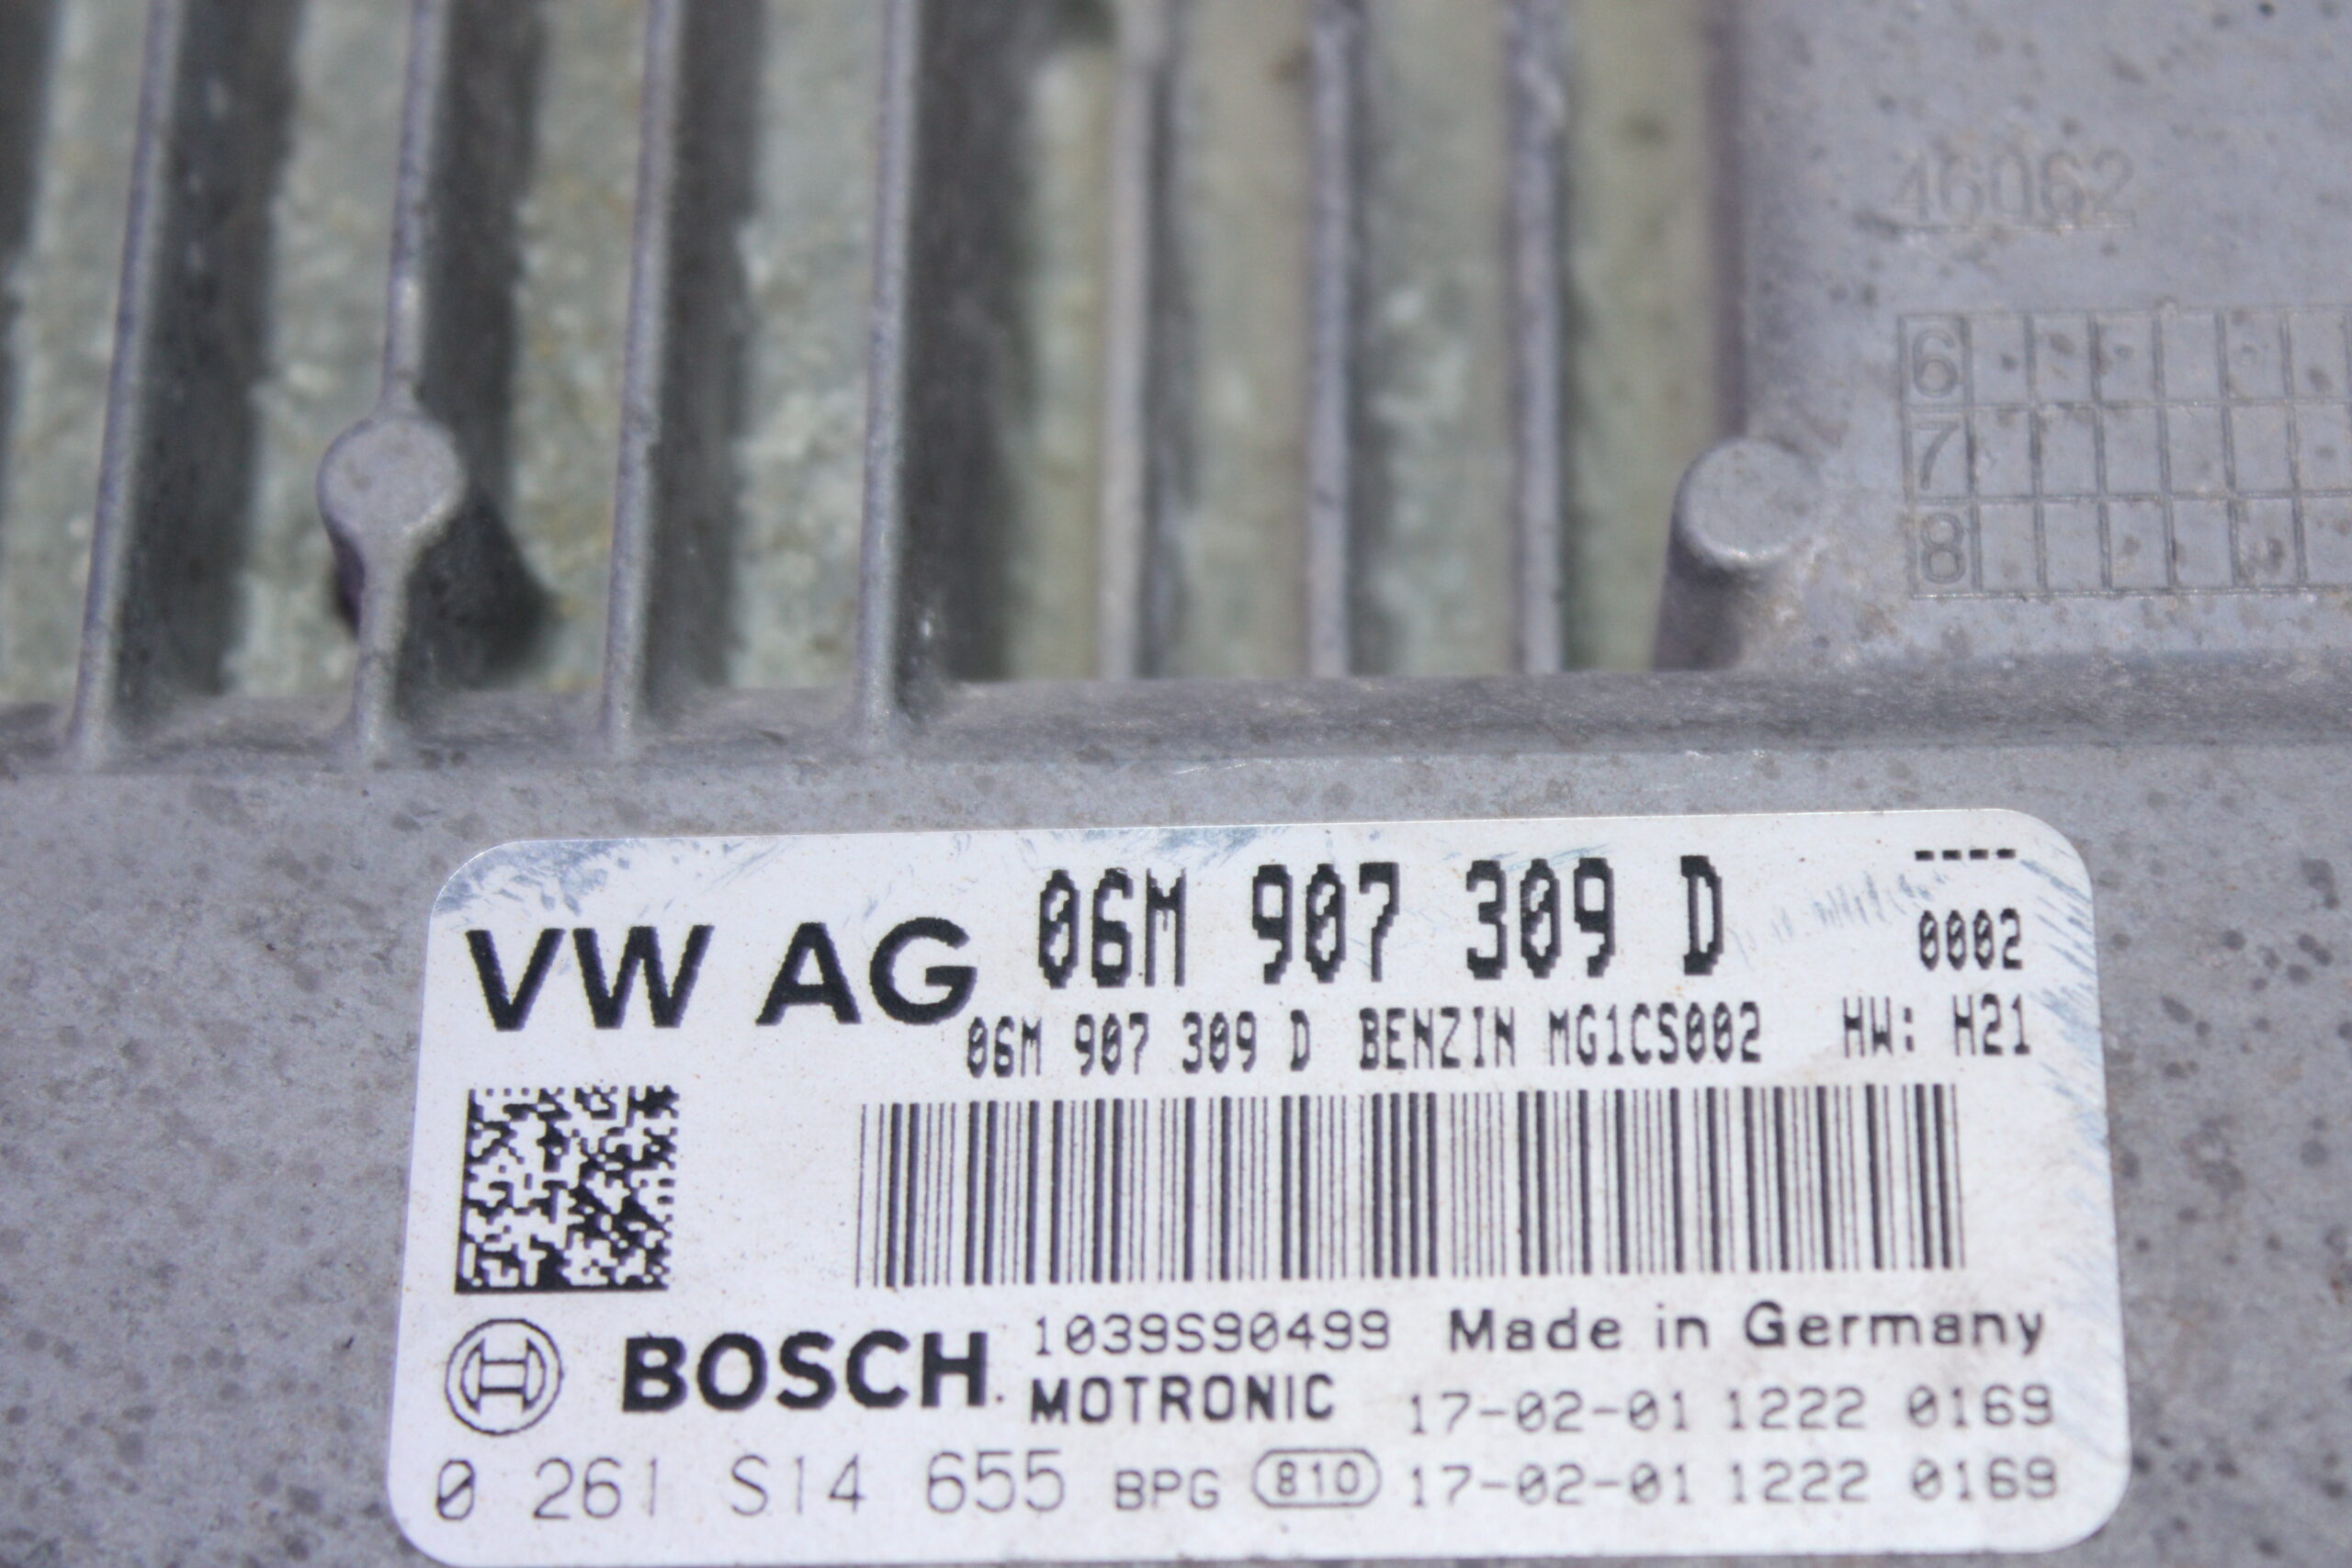 46062
6
7
8
VW AG 06M 907 309 D ----
0002
06M 907 309 D BENZIN MG1CS002 HW: H21
BOSCH 1039S90499 Made in Germany
MOTRONIC 17-02-01 1222 0169
0 261 S14 655 BPG 810 17-02-01 1222 0169